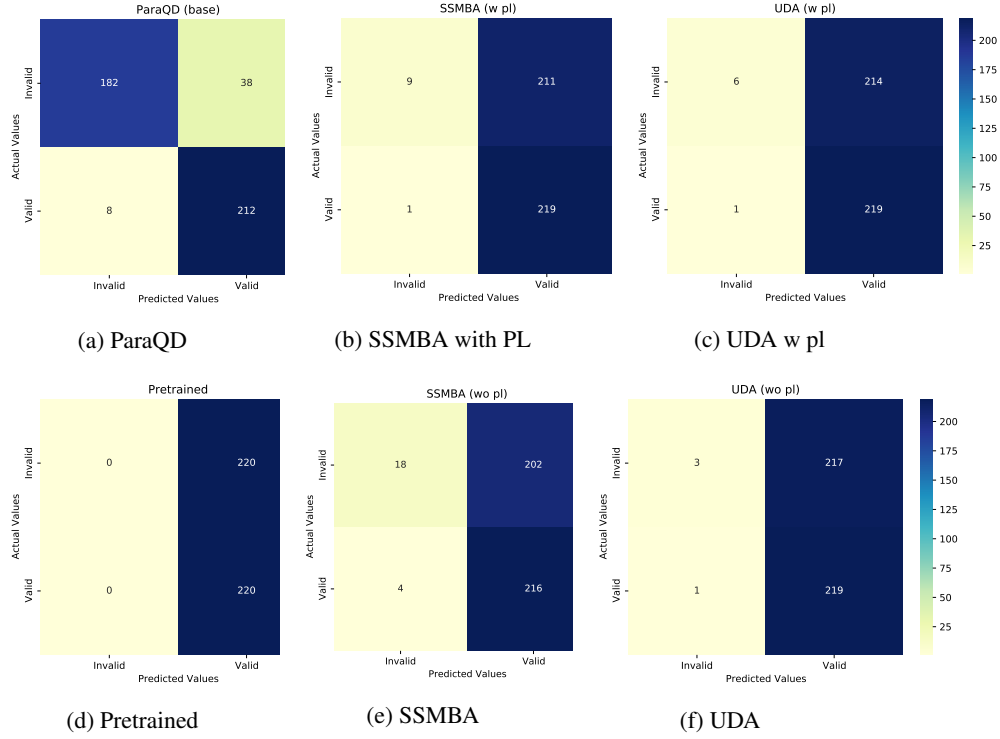 ParaQD (base)
Actual Values
Invalid
Valid
182
38
8
212
Invalid
Valid
Predicted Values
(a) ParaQD
SSMBA (w pl)
Actual Values
Invalid
Valid
9
211
1
219
Invalid
Valid
Predicted Values
(b) SSMBA with PL
UDA (w pl)
Actual Values
Invalid
Valid
6
214
1
219
Invalid
Valid
Predicted Values
200
175
150
125
100
75
50
25
(c) UDA w pl
Pretrained
Actual Values
Invalid
Valid
0
220
0
220
Invalid
Valid
Predicted Values
(d) Pretrained
SSMBA (wo pl)
Actual Values
Invalid
Valid
18
202
4
216
Invalid
Valid
Predicted Values
(e) SSMBA
UDA (wo pl)
Actual Values
Invalid
Valid
3
217
1
219
Invalid
Valid
Predicted Values
200
175
150
125
100
75
50
25
(f) UDA